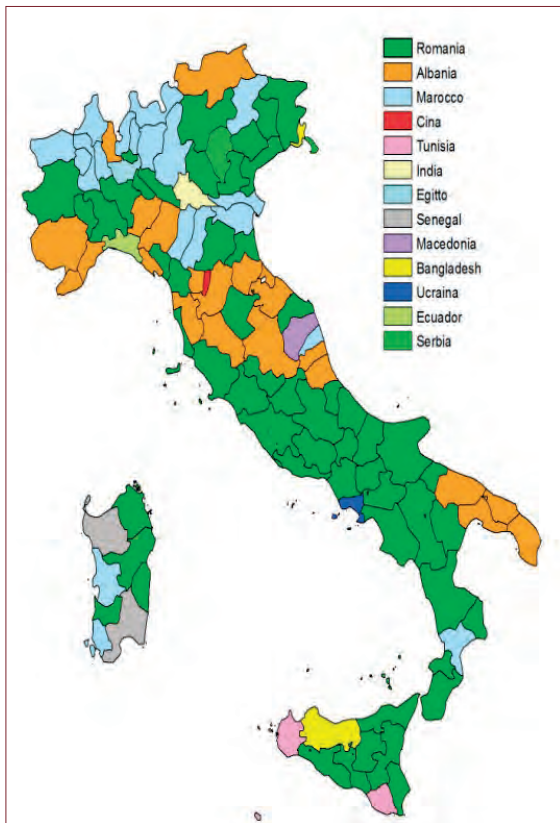 Romania
Albania
Marocco
Cina
Tunisia
India
Egitto
Senegal
Macedonia
Bangladesh
Ucraina
Ecuador
Serbia